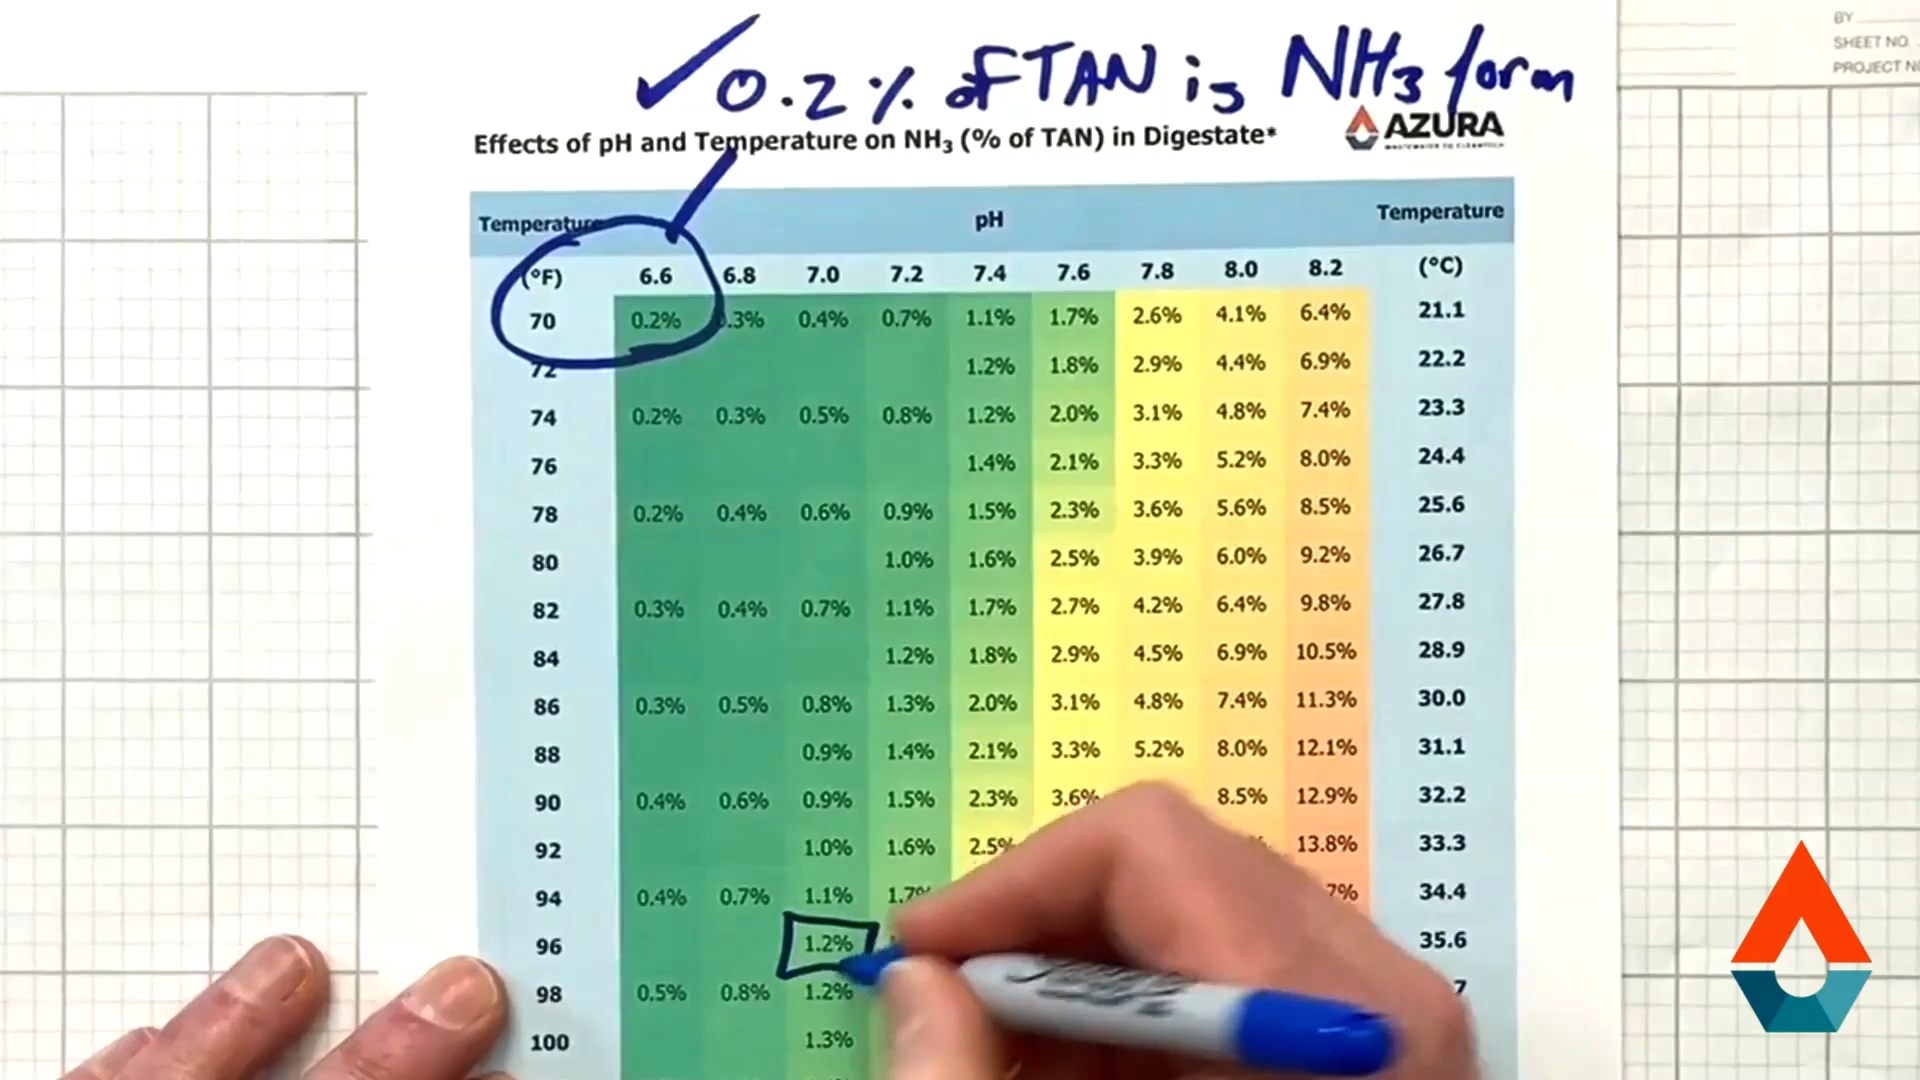 BY
SHEET NO.
PROJECT NO
✓ 0.2% of TAN is NH3 form
Effects of pH and Temperature on NH₃ (% of TAN) in Digestate*
AZURA
Temperature pH Temperature
(°F) 6.6 6.8 7.0 7.2 7.4 7.6 7.8 8.0 8.2 (°C)
70 0.2% .3% 0.4% 0.7% 1.1% 1.7% 2.6% 4.1% 6.4% 21.1
72 1.2% 1.8% 2.9% 4.4% 6.9% 22.2
74 0.2% 0.3% 0.5% 0.8% 1.2% 2.0% 3.1% 4.8% 7.4% 23.3
76 1.4% 2.1% 3.3% 5.2% 8.0% 24.4
78 0.2% 0.4% 0.6% 0.9% 1.5% 2.3% 3.6% 5.6% 8.5% 25.6
80 1.0% 1.6% 2.5% 3.9% 6.0% 9.2% 26.7
82 0.3% 0.4% 0.7% 1.1% 1.7% 2.7% 4.2% 6.4% 9.8% 27.8
84 1.2% 1.8% 2.9% 4.5% 6.9% 10.5% 28.9
86 0.3% 0.5% 0.8% 1.3% 2.0% 3.1% 4.8% 7.4% 11.3% 30.0
88 0.9% 1.4% 2.1% 3.3% 5.2% 8.0% 12.1% 31.1
90 0.4% 0.6% 0.9% 1.5% 2.3% 3.6% 8.5% 12.9% 32.2
92 1.0% 1.6% 2.5% 13.8% 33.3
94 0.4% 0.7% 1.1% 1.7% 7% 34.4
96 1.2% 35.6
98 0.5% 0.8% 1.2% 7
100 1.3%